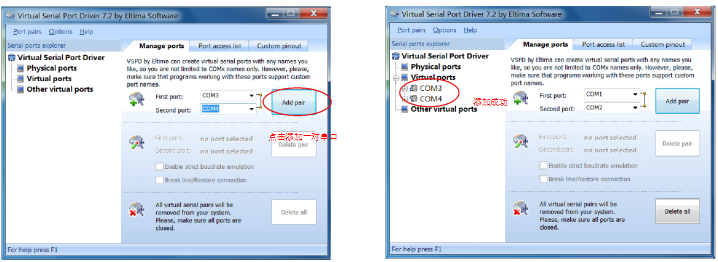 Virtual Serial Port Driver 7.2 by Eltima Software
Port pairs Options Help
Serial ports explorer
Virtual Serial Port Driver
Physical ports
Virtual ports
Other virtual ports
Manage ports Port access list Custom pinout
VSPD by Eltima can create virtual serial ports with any names you
like, so you are not limited to COMx names only. However, please,
make sure that programs working with these ports support custom
port names.
First port: COM3
Second port: COM4
Add pair
点击添加一对串口
First port: no port selected
Second port: no port selected
Delete pair
Enable strict baudrate emulation
Break line/Restore connection
All virtual serial pairs will be
removed from your system.
Please, make sure all ports are
closed.
Delete all
For help press F1
Virtual Serial Port Driver 7.2 by Eltima Software
Port pairs Options Help
Serial ports explorer
Virtual Serial Port Driver
Physical ports
Virtual ports
COM3
COM4
Other virtual ports
添加成功
Manage ports Port access list Custom pinout
VSPD by Eltima can create virtual serial ports with any names you
like, so you are not limited to COMx names only. However, please,
make sure that programs working with these ports support custom
port names.
First port: COM1
Second port: COM2
Add pair
First port: no port selected
Second port: no port selected
Delete pair
Enable strict baudrate emulation
Break line/Restore connection
All virtual serial pairs will be
removed from your system.
Please, make sure all ports are
closed.
Delete all
For help press F1